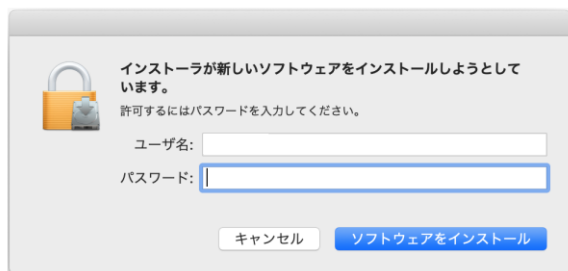 インストーラが新しいソフトウェアをインストールしようとして
います。
許可するにはパスワードを入力してください。
ユーザ名:
パスワード:
キャンセル ソフトウェアをインストール